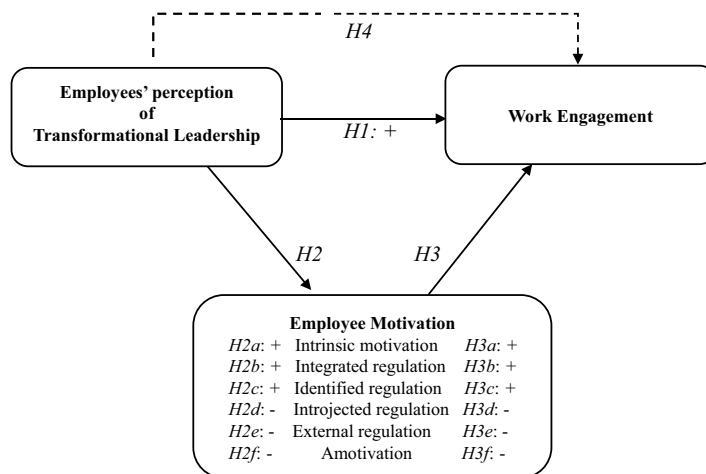 H4
Employees’ perception
of
Transformational Leadership
H1: +
Work Engagement
H2
H3
Employee Motivation
H2a: + Intrinsic motivation H3a: +
H2b: + Integrated regulation H3b: +
H2c: + Identified regulation H3c: +
H2d: - Introjected regulation H3d: -
H2e: - External regulation H3e: -
H2f: - Amotivation H3f: -